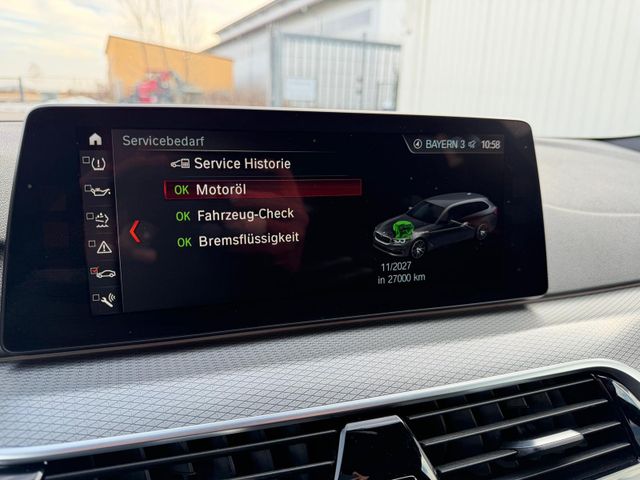 Servicebedarf
BAYERN 3 10:58
Service Historie
OK Motoröl
OK Fahrzeug-Check
OK Bremsflüssigkeit
11/2027
in 27000 km